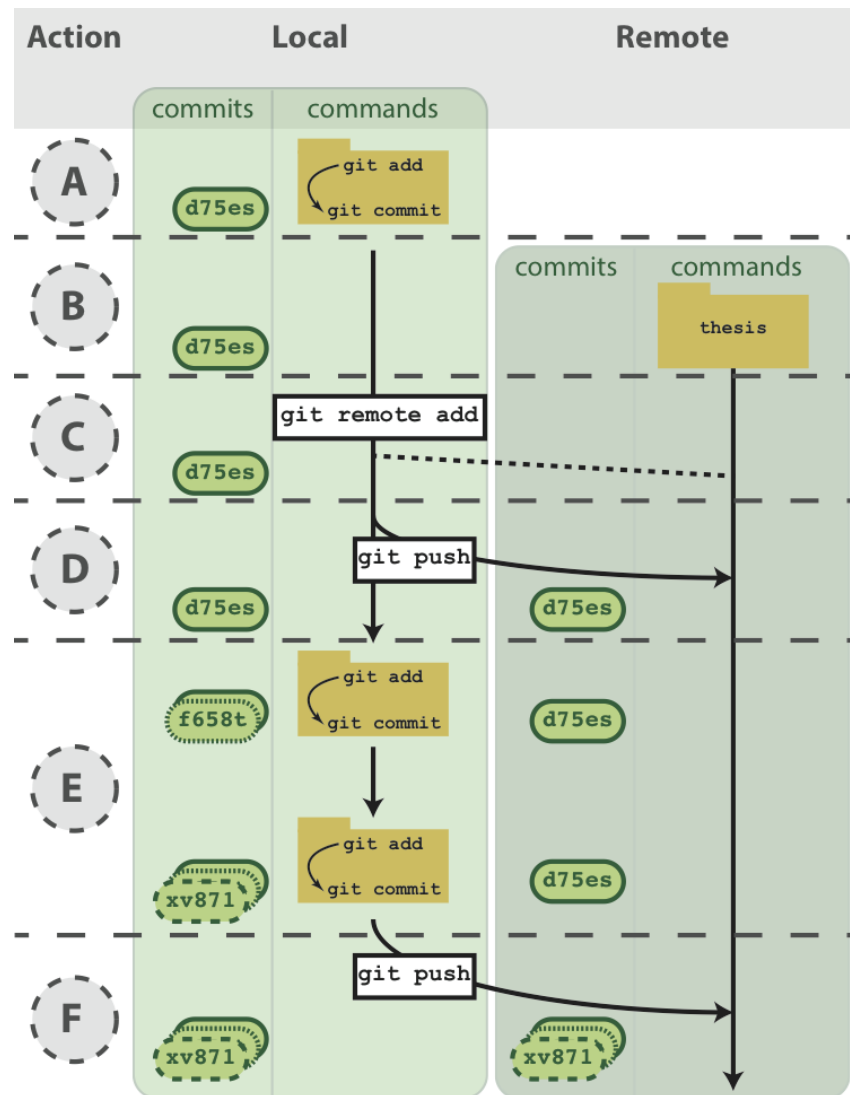 Action Local Remote
commits commands
A
git add
d75es git commit
commits commands
B
thesis
d75es
git remote add
C
d75es
D
git push
d75es d75es
git add
f658t git commit d75es
E
git add
xv871 git commit d75es
git push
F
xv871 xv871